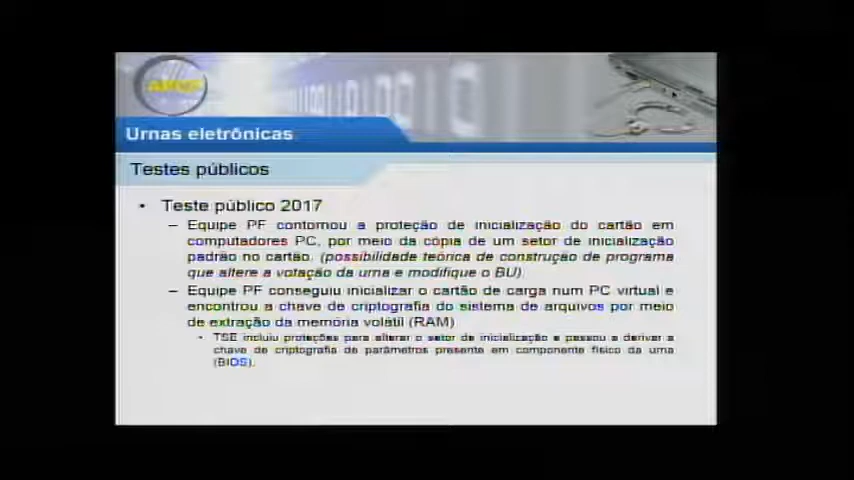 Urnas eletrônicas
Testes públicos
• Teste público 2017
– Equipe PF contornou a proteção de inicialização do cartão em
computadores PC, por meio da cópia de um setor de inicialização
padrão no cartão. (possibilidade teórica de construção de programa
que altere a votação da urna e modifique o BU).
– Equipe PF conseguiu inicializar o cartão de carga num PC virtual e
encontrou a chave de criptografia do sistema de arquivos por meio
de extração da memória volátil (RAM)
• TSE incluiu proteções para alterar o setor de inicialização e passou a derivar a
chave de criptografia de parâmetros presente em componente físico da urna
(BIOS).